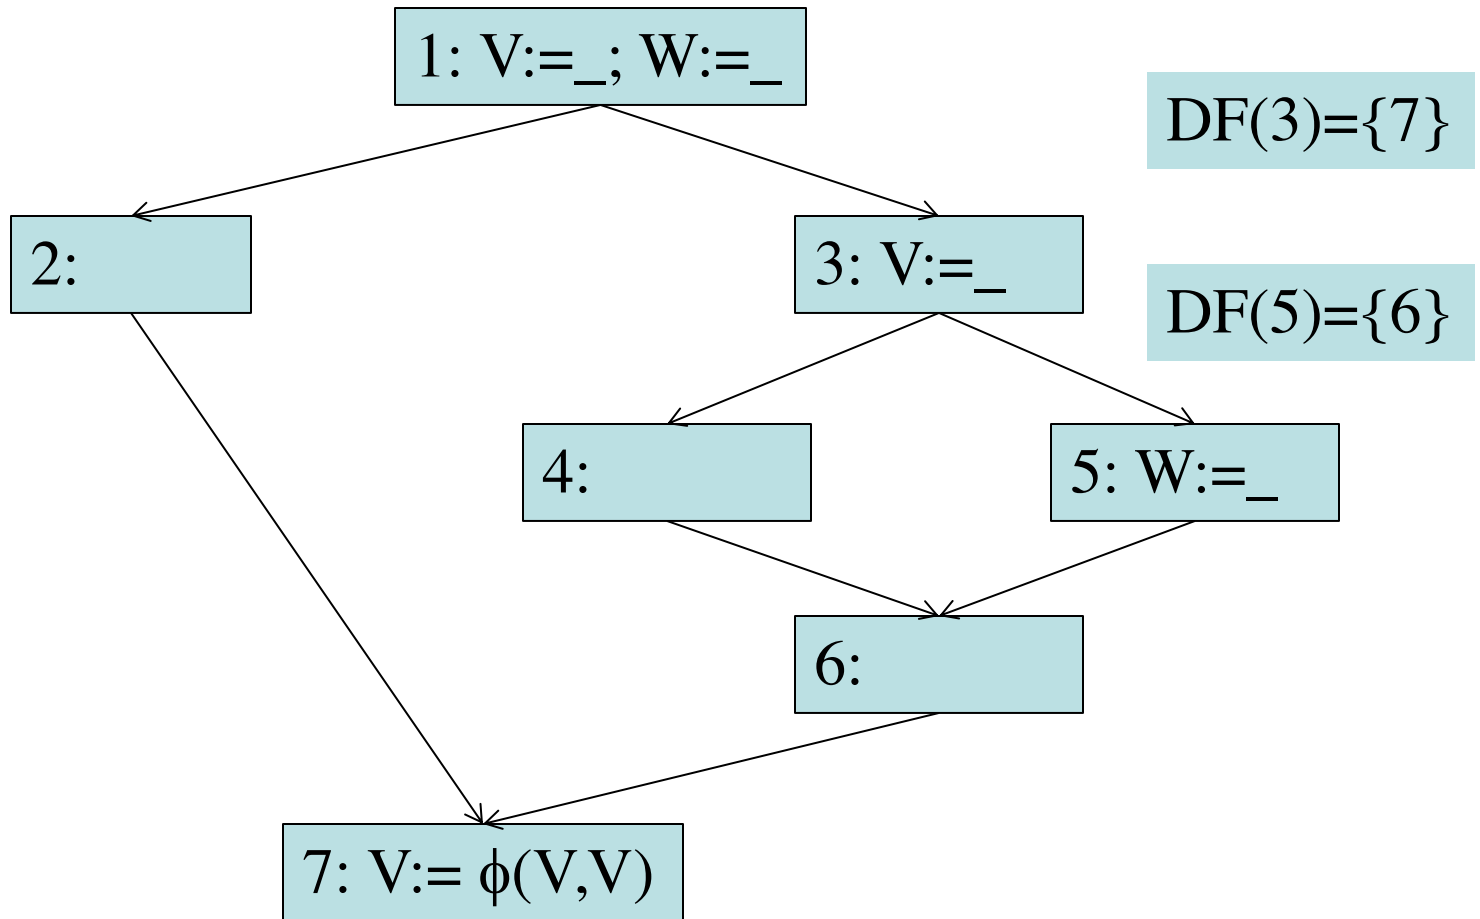 1: V:=_; W:=_
DF(3)={7}
2:
3: V:=_
DF(5)={6}
4:
5: W:=_
6:
7: V:= ϕ(V,V)